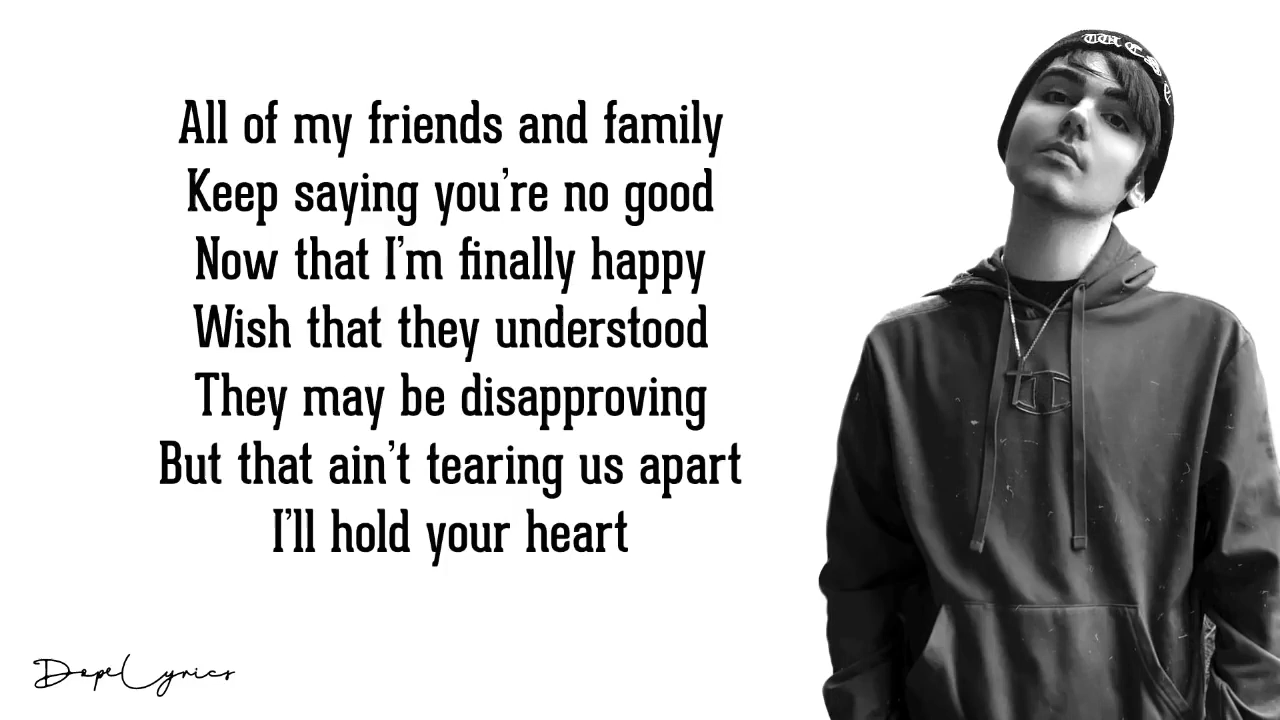 All of my friends and family
Keep saying you're no good
Now that I'm finally happy
Wish that they understood
They may be disapproving
But that ain't tearing us apart
I'll hold your heart
DopeLyrics